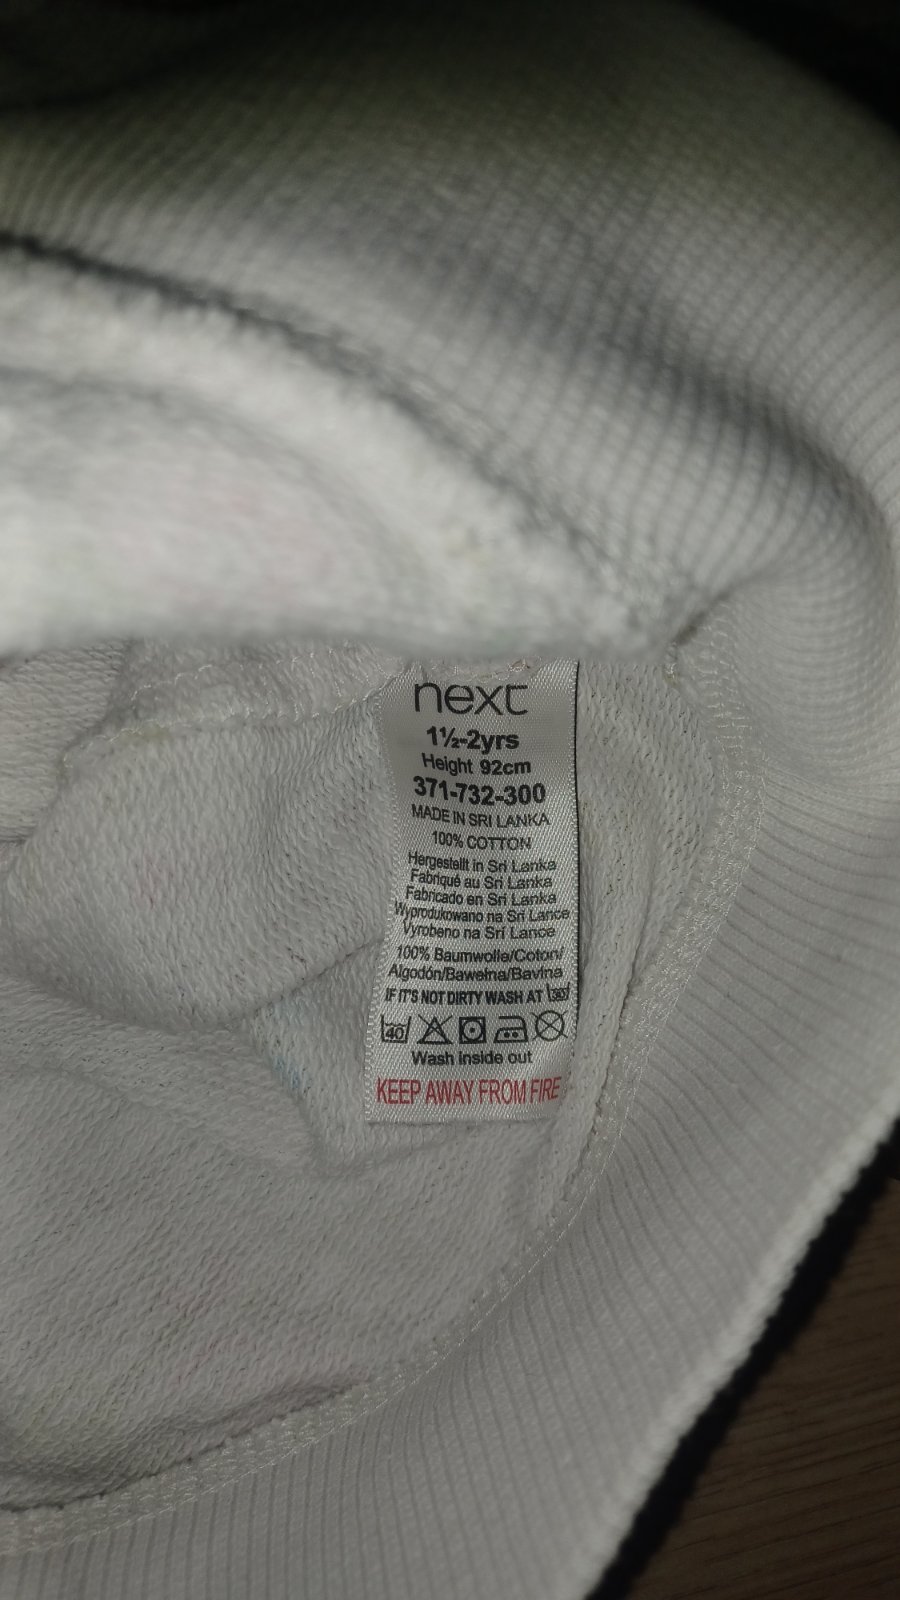 next
1½-2yrs
Height 92cm
371-732-300
MADE IN SRI LANKA
100% COTTON
Hergestellt in Sri Lanka
Fabriqué au Sri Lanka
Fabricado en Sri Lanka
Wyprodukowano na Sri Lance
Vyrobeno na Srí Lance
100% Baumwolle/Coton/
Algodón/Bawełna/Bavlna
IF IT'S NOT DIRTY WASH AT 30
40
Wash inside out
KEEP AWAY FROM FIRE